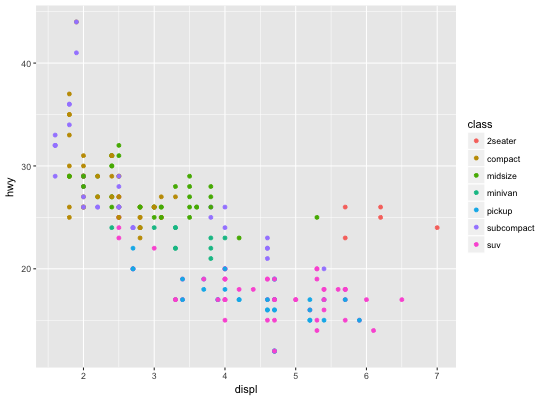 hwy
40
30
20
2
3
4
5
6
7
displ
class
2seater
compact
midsize
minivan
pickup
subcompact
suv